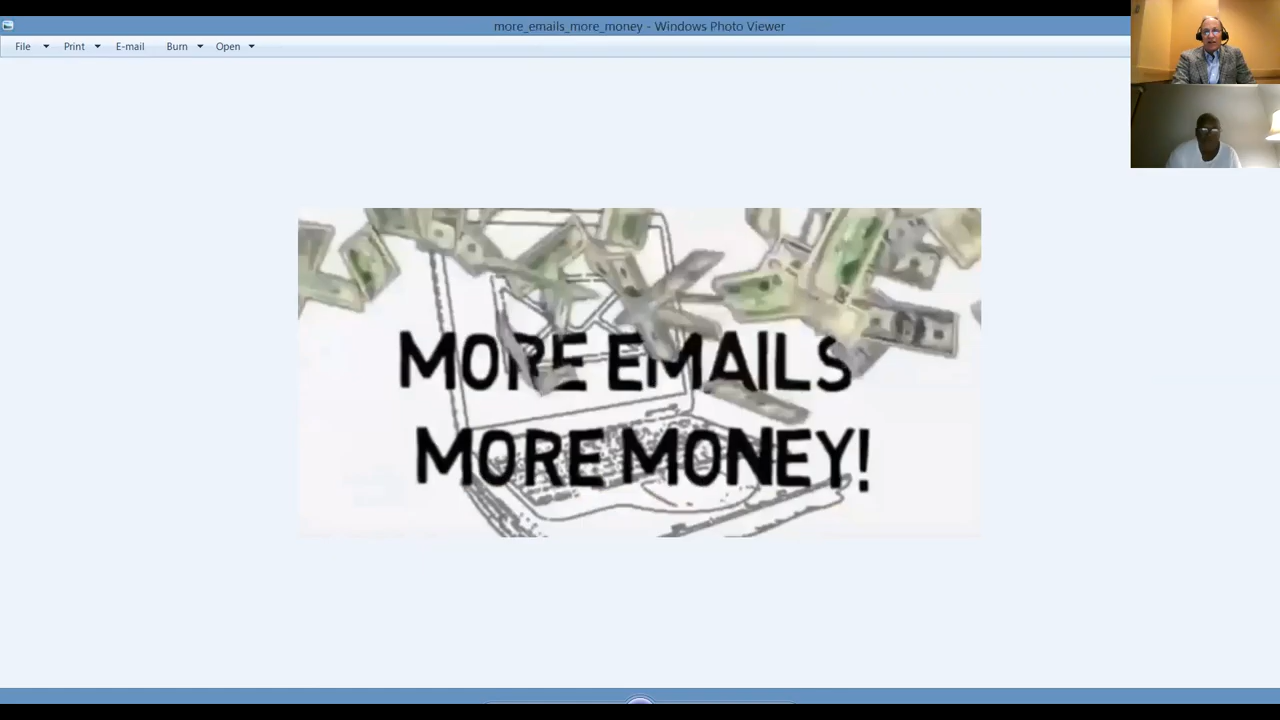 more_emails_more_money - Windows Photo Viewer
File Print E-mail Burn Open
MORE EMAILS
MORE MONEY!